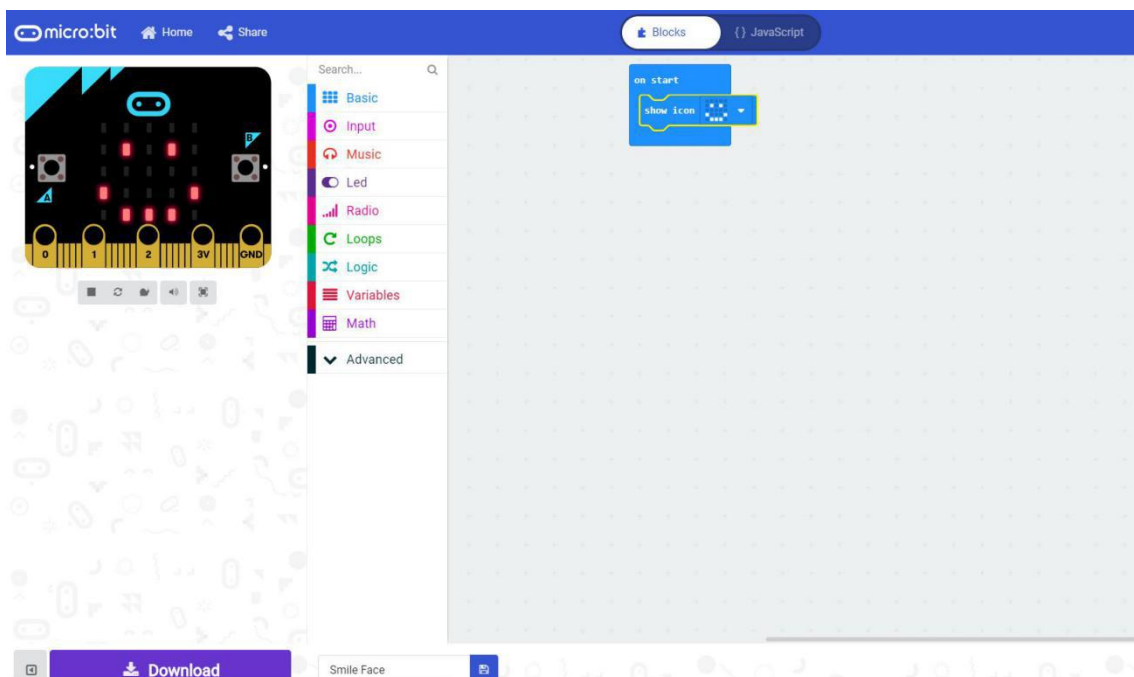 micro:bit Home Share Blocks {} JavaScript
Search...
Basic
Input
Music
Led
Radio
Loops
Logic
Variables
Math
Advanced
on start
show icon
B
A
0 1 2 3V GND
Download
Smile Face